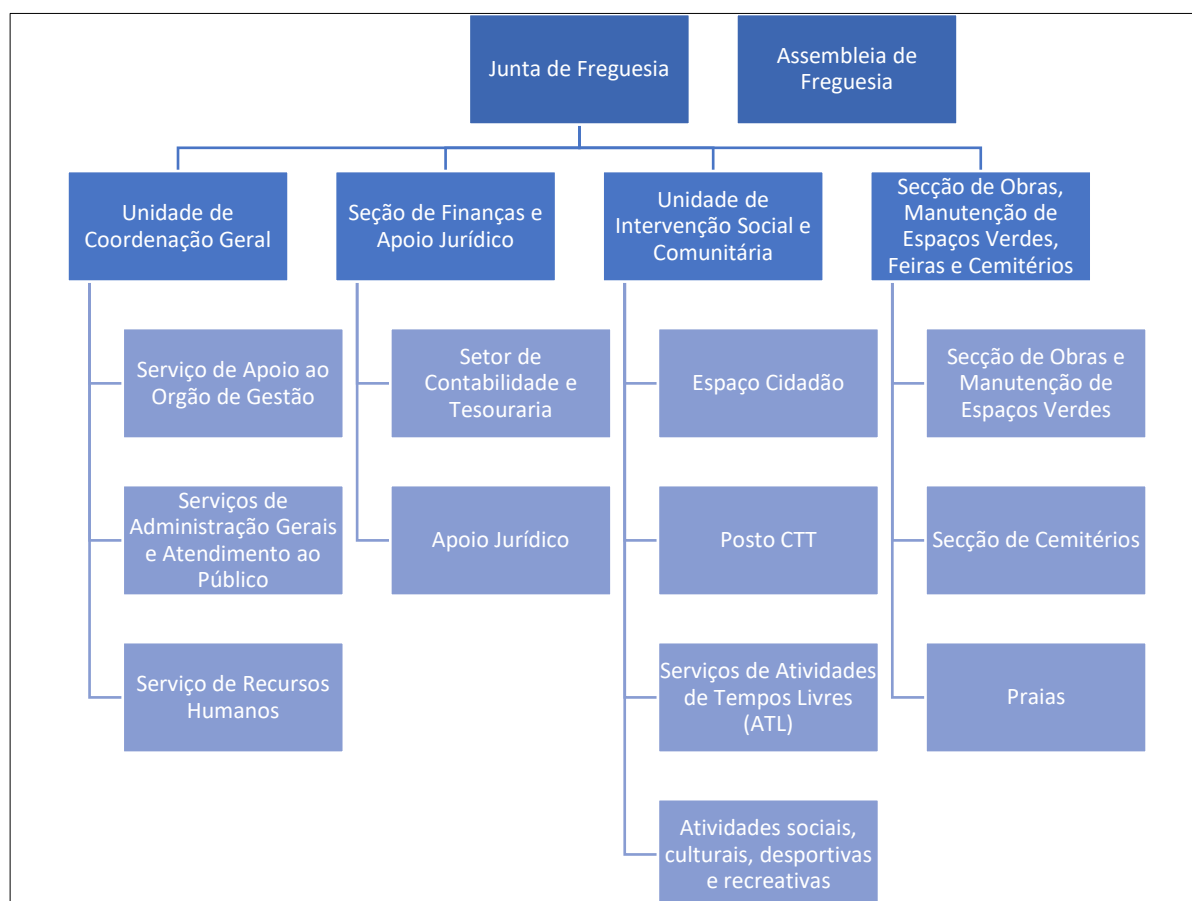 Junta de Freguesia
Assembleia de
Freguesia
Unidade de
Coordenação Geral
Seção de Finanças e
Apoio Jurídico
Unidade de
Intervenção Social e
Comunitária
Secção de Obras,
Manutenção de
Espaços Verdes,
Feiras e Cemitérios
Serviço de Apoio ao
Orgão de Gestão
Serviços de
Administração Gerais
e Atendimento ao
Público
Serviço de Recursos
Humanos
Setor de
Contabilidade e
Tesouraria
Apoio Jurídico
Espaço Cidadão
Posto CTT
Serviços de Atividades
de Tempos Livres
(ATL)
Atividades sociais,
culturais, desportivas
e recreativas
Secção de Obras e
Manutenção de
Espaços Verdes
Secção de Cemitérios
Praias